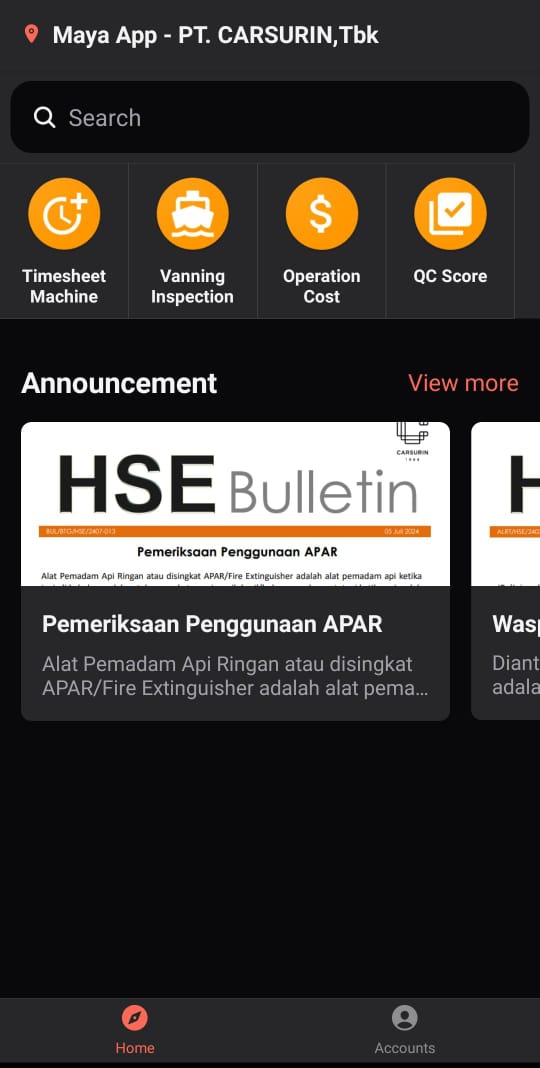 Maya App - PT. CARSURIN,Tbk
Search
Timesheet
Machine
Vanning
Inspection
Operation
Cost
QC Score
Announcement
View more
CARSURIN
HSE Bulletin
BUL/BTG/HSE/2407-013
05 Juli 2024
Pemeriksaan Penggunaan APAR
Alat Pemadam Api Ringan atau disingkat APAR/Fire Extinguisher adalah alat pemadam api ketika
Pemeriksaan Penggunaan APAR
Alat Pemadam Api Ringan atau disingkat
APAR/Fire Extinguisher adalah alat pema…
H
ALRT/HSE/240
Wasp
Diant
adala
Home
Accounts